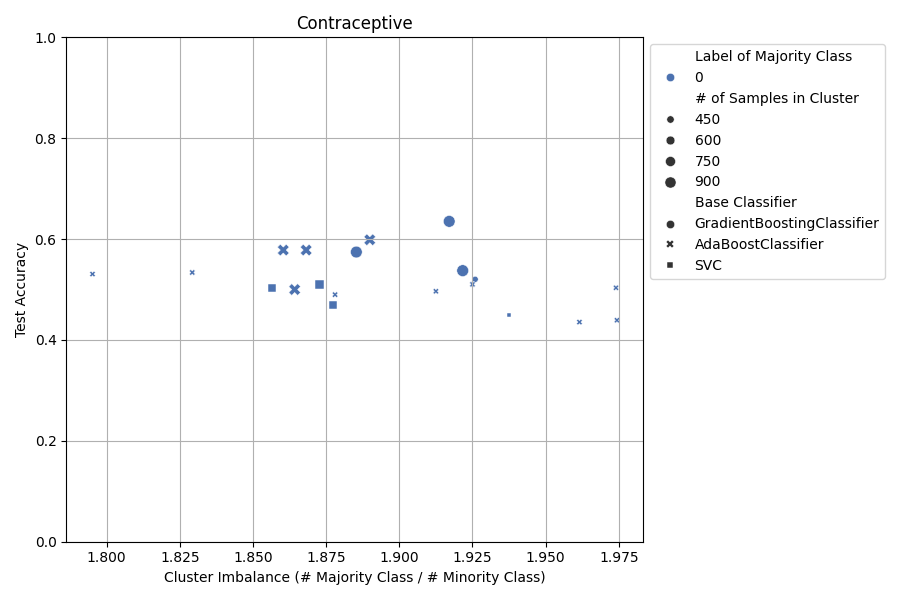 Contraceptive
1.0
0.8
0.6
0.4
0.2
0.0
Test Accuracy
1.800
1.825
1.850
1.875
1.900
1.925
1.950
1.975
Cluster Imbalance (# Majority Class / # Minority Class)
Label of Majority Class
0
# of Samples in Cluster
450
600
750
900
Base Classifier
GradientBoostingClassifier
AdaBoostClassifier
SVC